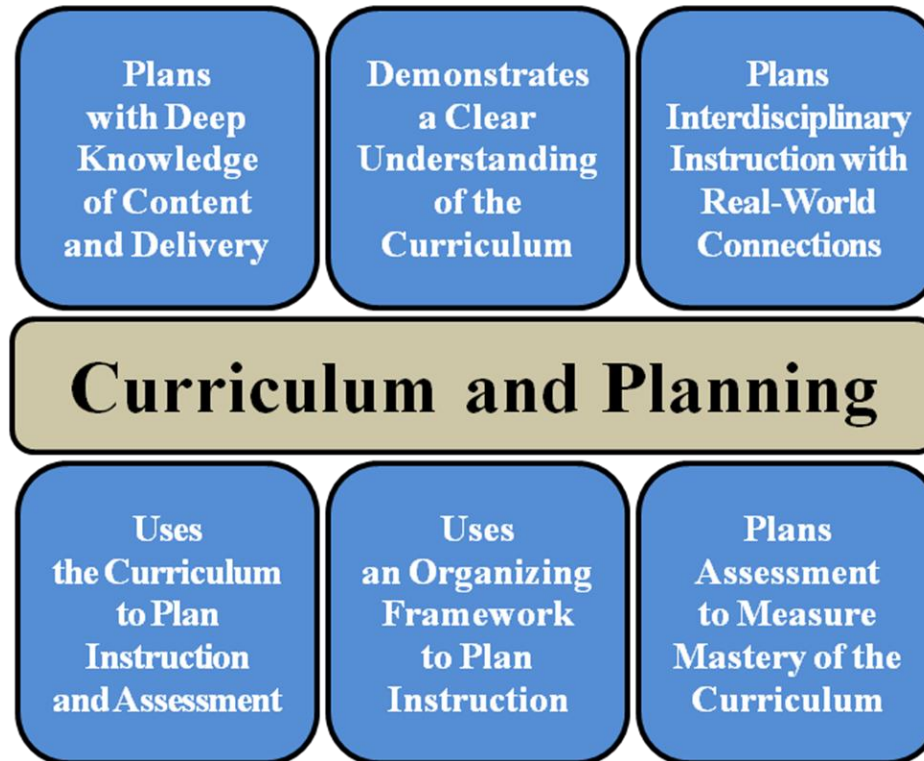 Plans
with Deep
Knowledge
of Content
and Delivery
Demonstrates
a Clear
Understanding
of the
Curriculum
Plans
Interdisciplinary
Instruction with
Real-World
Connections
Curriculum and Planning
Uses
the Curriculum
to Plan
Instruction
and Assessment
Uses
an Organizing
Framework
to Plan
Instruction
Plans
Assessment
to Measure
Mastery of the
Curriculum